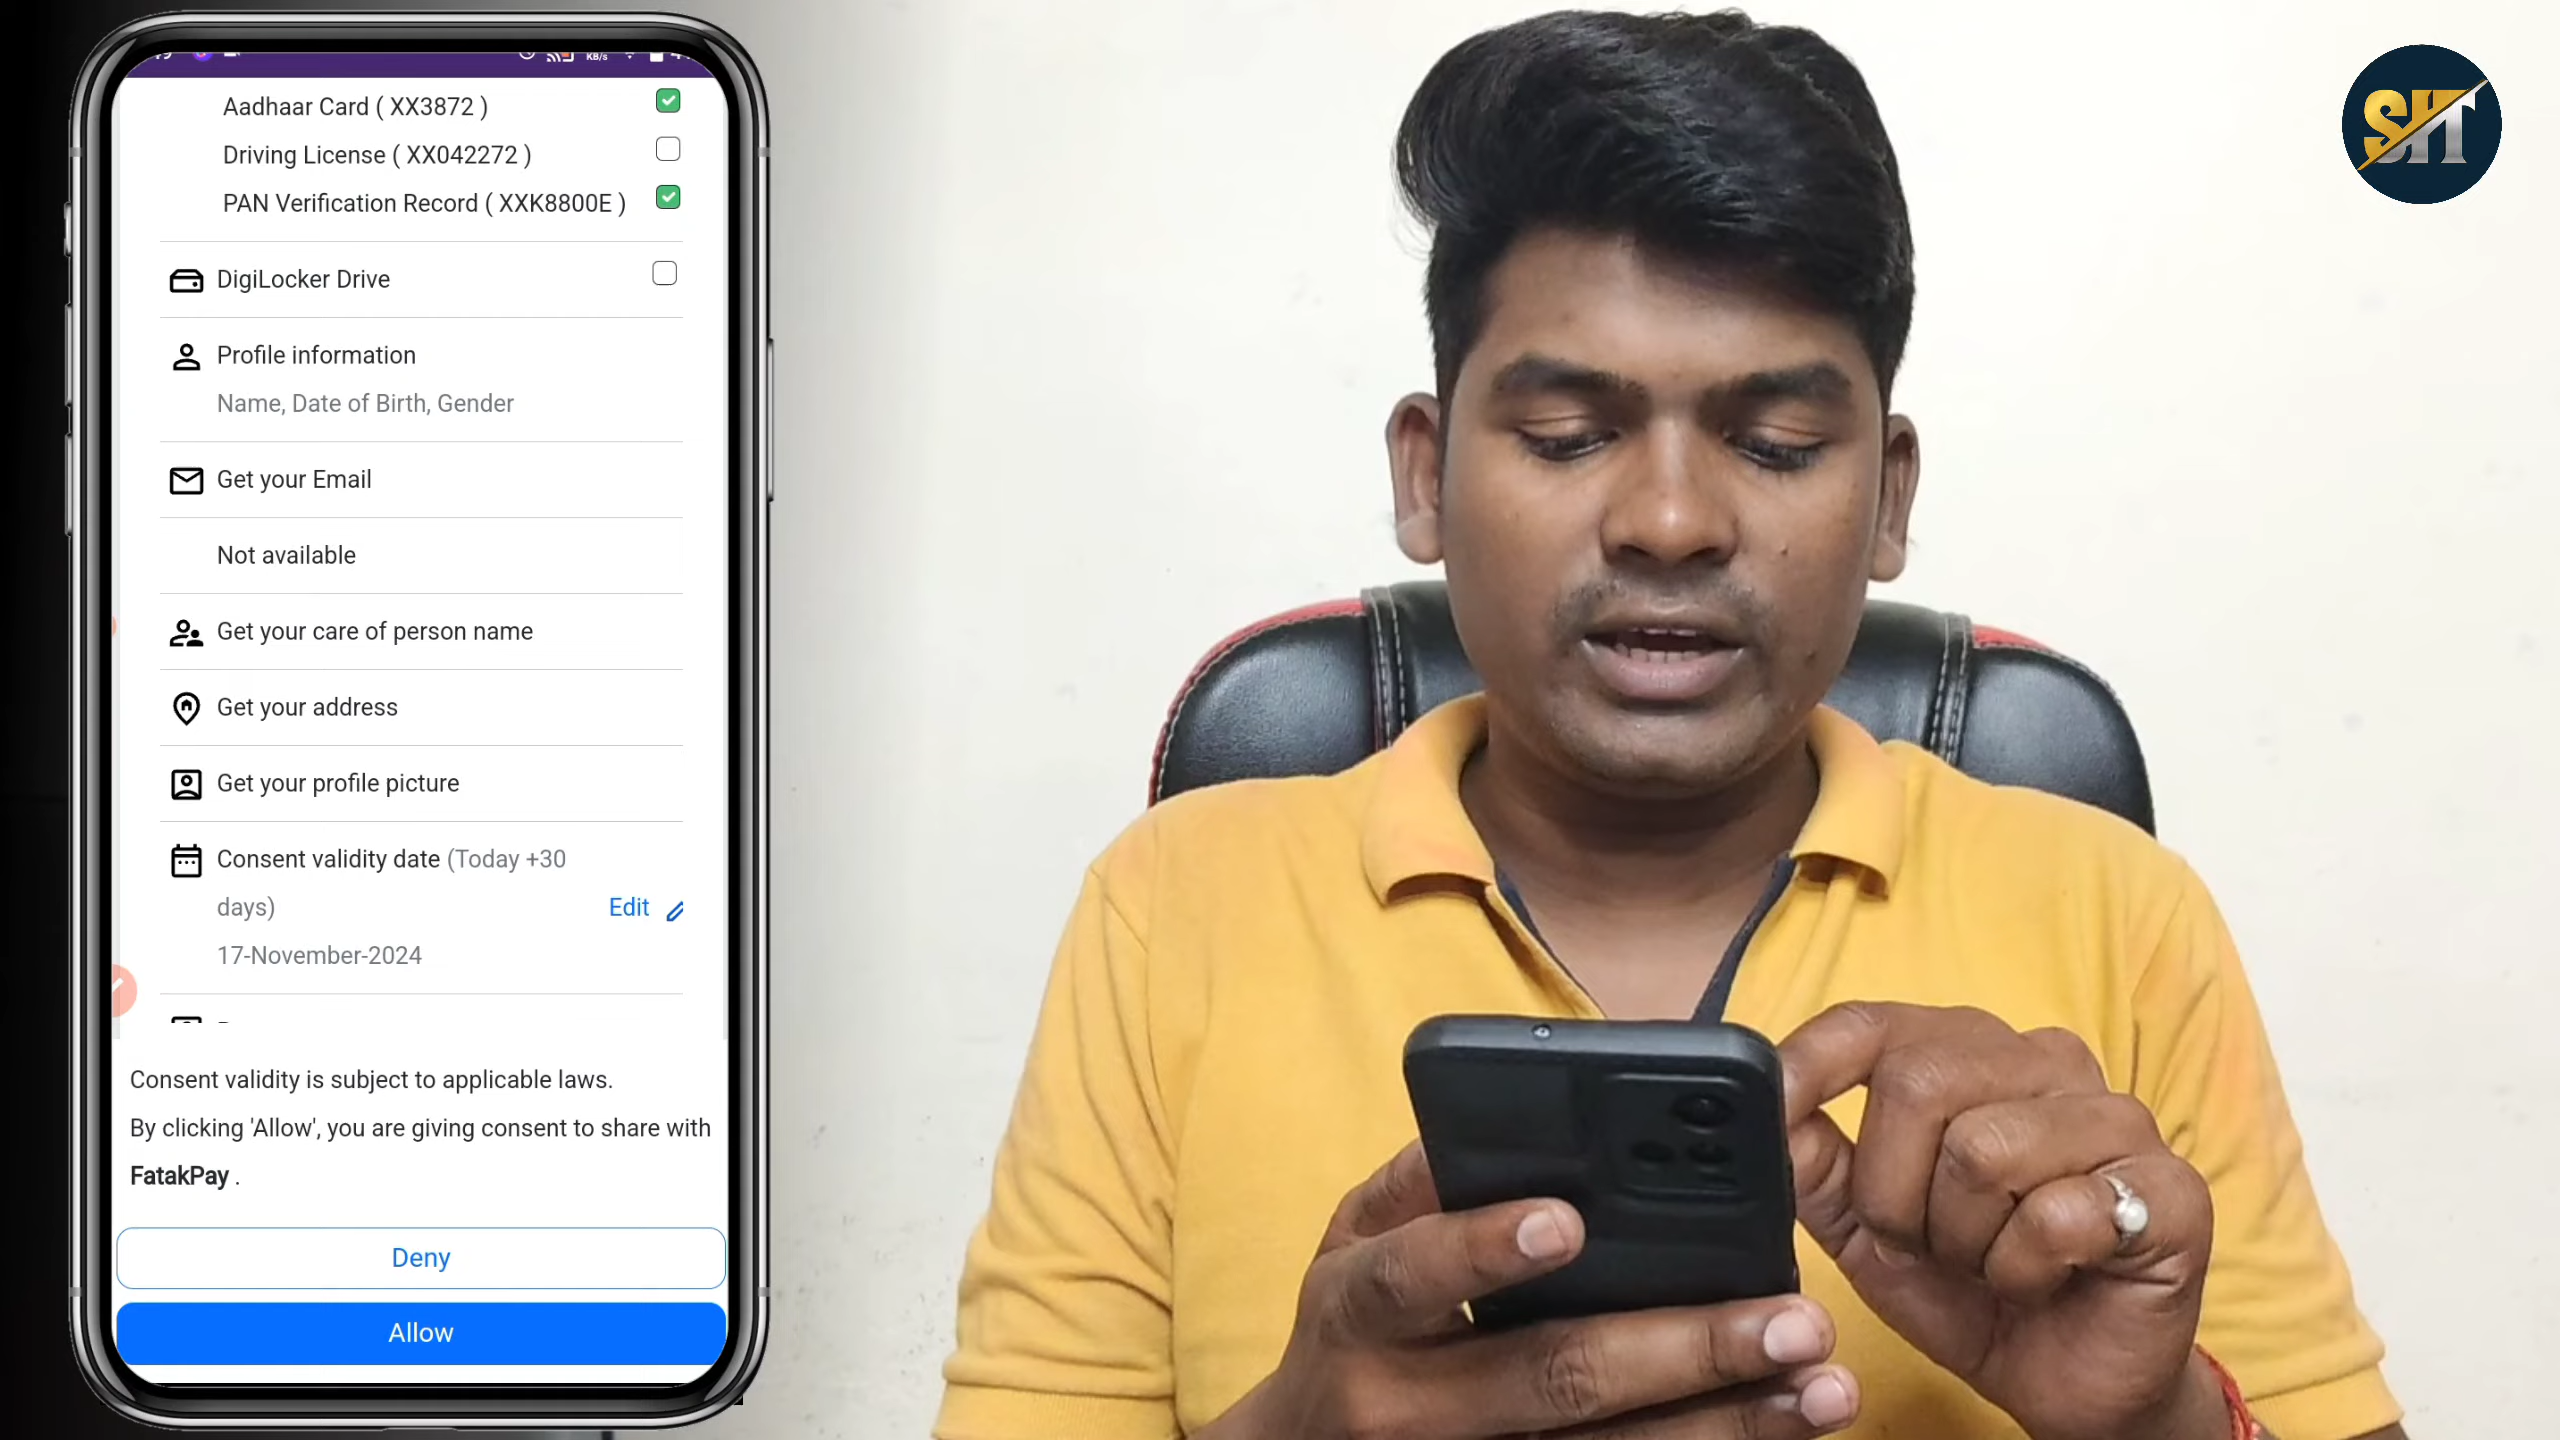 KB/s
Aadhaar Card ( XX3872 )
Driving License ( XX042272 )
PAN Verification Record ( XXK8800E )
DigiLocker Drive
Profile information
Name, Date of Birth, Gender
Get your Email
Not available
Get your care of person name
Get your address
Get your profile picture
Consent validity date (Today +30
days)
Edit
17-November-2024
Consent validity is subject to applicable laws.
By clicking 'Allow', you are giving consent to share with
FatakPay .
Deny
Allow
SHT